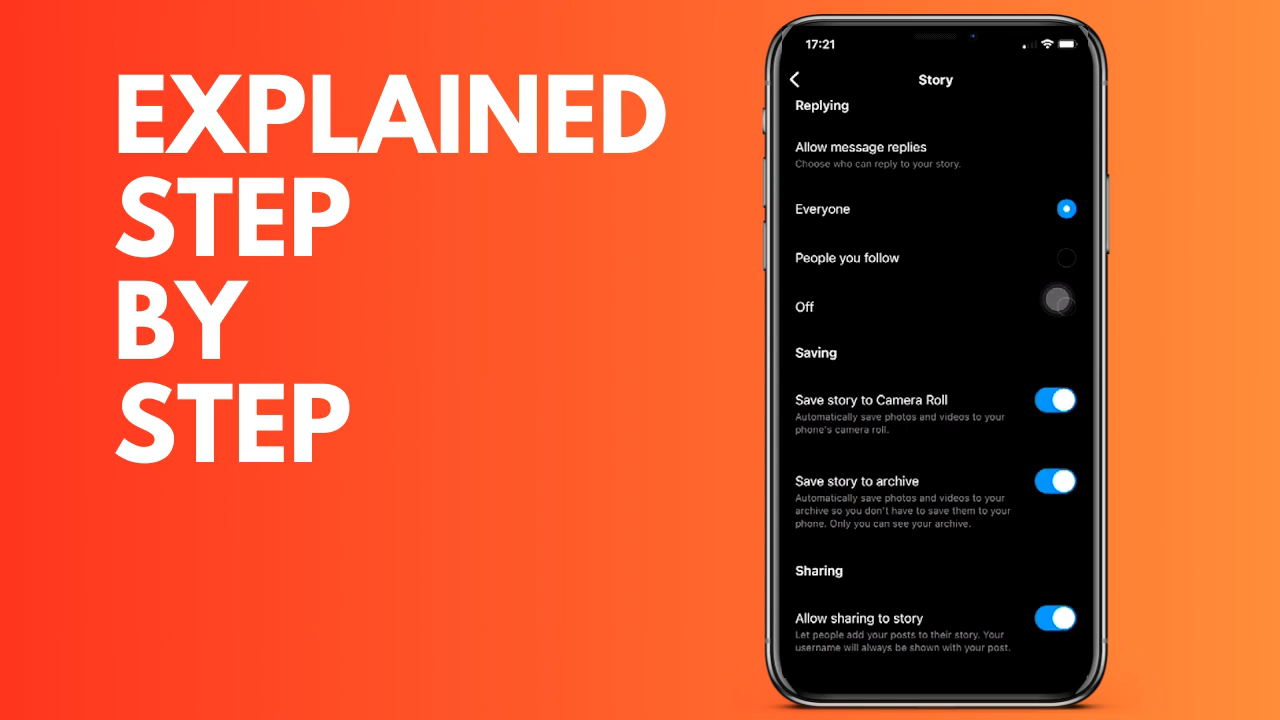 EXPLAINED
STEP
BY
STEP
17:21
Story
Replying
Allow message replies
Choose who can reply to your story.
Everyone
People you follow
Off
Saving
Save story to Camera Roll
Automatically save photos and videos to your
phone's camera roll.
Save story to archive
Automatically save photos and videos to your
archive so you don't have to save them to your
phone. Only you can see your archive.
Sharing
Allow sharing to story
Let people add your posts to their story. Your
username will always be shown with your post.